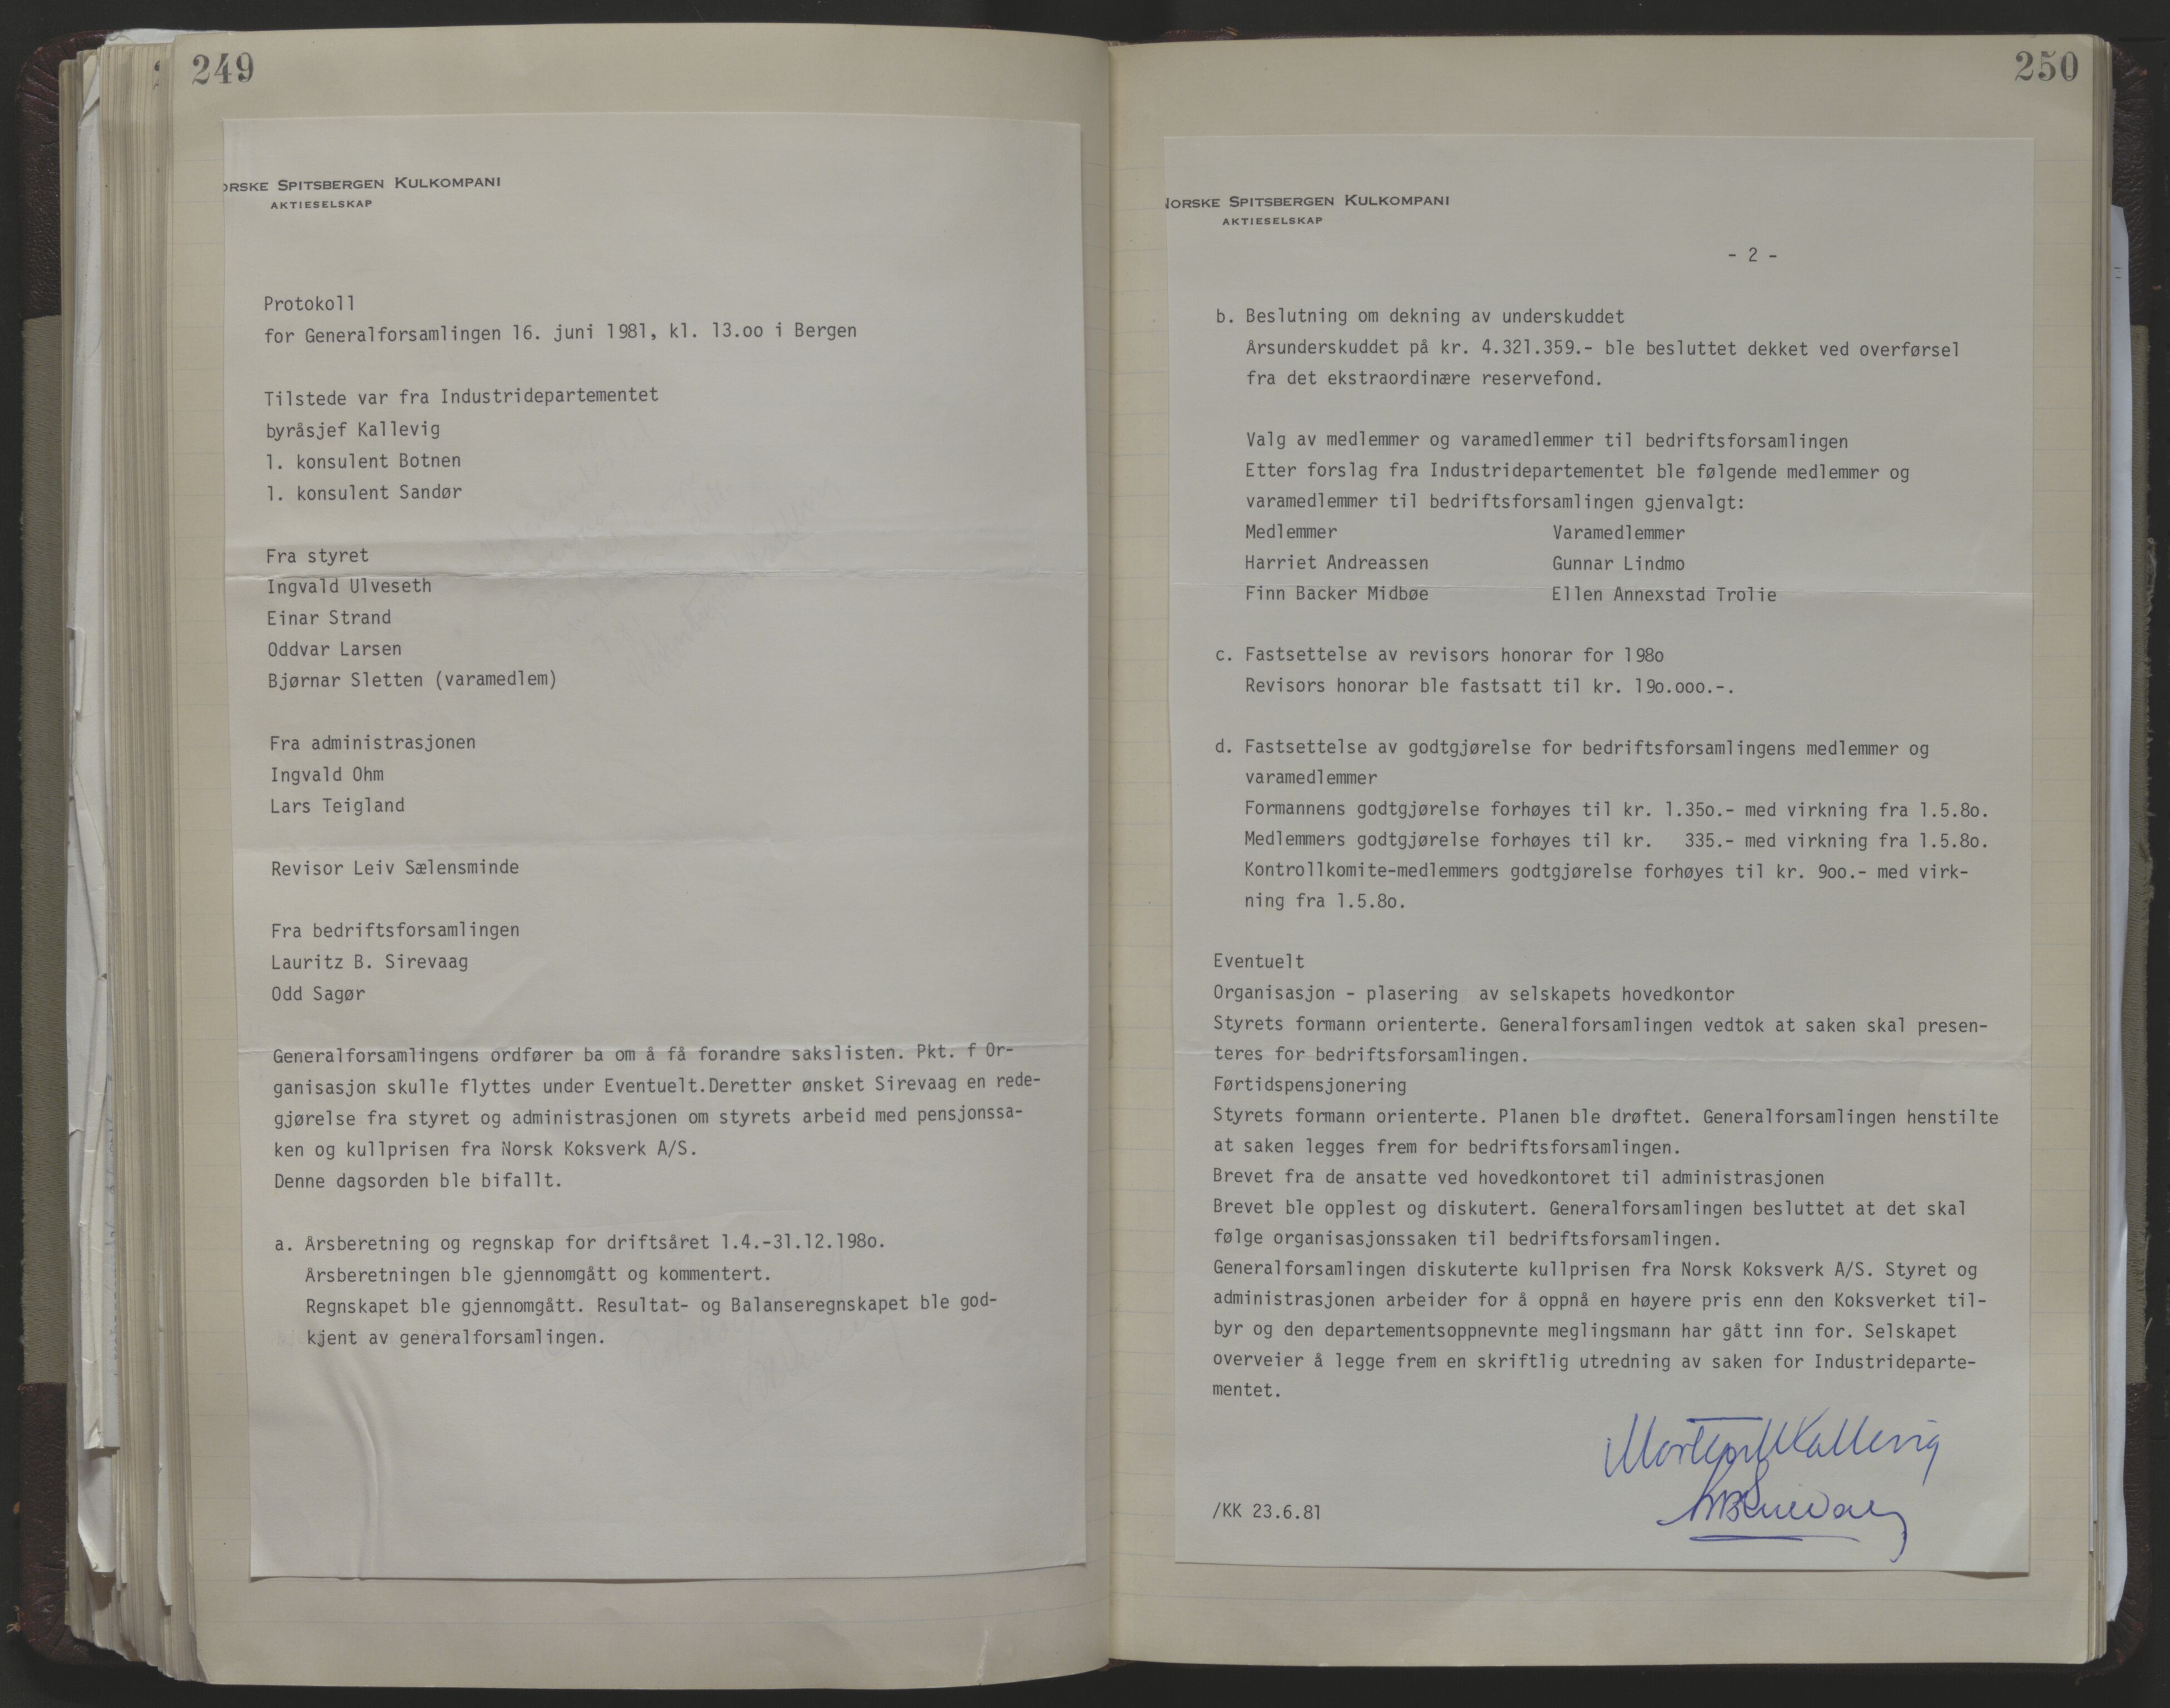 249
ORSKE SPITSBERGEN KULKOMPANI
AKTIESELSKAP
Protokoll
for Generalforsamlingen 16. juni 1981, kl. 13.oo i Bergen
Tilstede var fra Industridepartementet
byråsjef Kallevig
1. konsulent Botnen
1. konsulent Sandør
Fra styret
Ingvald Ulveseth
Einar Strand
Oddvar Larsen
Bjørnar Sletten (varamedlem)
Fra administrasjonen
Ingvald Ohm
Lars Teigland
Revisor Leiv Sælensminde
Fra bedriftsforsamlingen
Lauritz B. Sirevaag
Odd Sagør
Generalforsamlingens ordfører ba om å få forandre sakslisten. Pkt. f Or-
ganisasjon skulle flyttes under Eventuelt.Deretter ønsket Sirevaag en rede-
gjørelse fra styret og administrasjonen om styrets arbeid med pensjonssa-
ken og kullprisen fra Norsk Koksverk A/S.
Denne dagsorden ble bifallt.
a. Årsberetning og regnskap for driftsåret 1.4.-31.12.198o.
Årsberetningen ble gjennomgått og kommentert.
Regnskapet ble gjennomgått. Resultat- og Balanseregnskapet ble god-
kjent av generalforsamlingen.
250
NORSKE SPITSBERGEN KULKOMPANI
AKTIESELSKAP
- 2 -
b. Beslutning om dekning av underskuddet
Årsunderskuddet på kr. 4.321.359.- ble besluttet dekket ved overførsel
fra det ekstraordinære reservefond.
Valg av medlemmer og varamedlemmer til bedriftsforsamlingen
Etter forslag fra Industridepartementet ble følgende medlemmer og
varamedlemmer til bedriftsforsamlingen gjenvalgt:
Medlemmer Varamedlemmer
Harriet Andreassen Gunnar Lindmo
Finn Backer Midbøe Ellen Annexstad Trolie
c. Fastsettelse av revisors honorar for 198o
Revisors honorar ble fastsatt til kr. 19o.ooo.-.
d. Fastsettelse av godtgjørelse for bedriftsforsamlingens medlemmer og
varamedlemmer
Formannens godtgjørelse forhøyes til kr. 1.35o.- med virkning fra 1.5.8o.
Medlemmers godtgjørelse forhøyes til kr. 335.- med virkning fra 1.5.8o.
Kontrollkomite-medlemmers godtgjørelse forhøyes til kr. 9oo.- med virk-
ning fra 1.5.8o.
Eventuelt
Organisasjon - plasering av selskapets hovedkontor
Styrets formann orienterte. Generalforsamlingen vedtok at saken skal presen-
teres for bedriftsforsamlingen.
Førtidspensjonering
Styrets formann orienterte. Planen ble drøftet. Generalforsamlingen henstilte
at saken legges frem for bedriftsforsamlingen.
Brevet fra de ansatte ved hovedkontoret til administrasjonen
Brevet ble opplest og diskutert. Generalforsamlingen besluttet at det skal
følge organisasjonssaken til bedriftsforsamlingen.
Generalforsamlingen diskuterte kullprisen fra Norsk Koksverk A/S. Styret og
administrasjonen arbeider for å oppnå en høyere pris enn den Koksverket til-
byr og den departementsoppnevnte meglingsmann har gått inn for. Selskapet
overveier å legge frem en skriftlig utredning av saken for Industrideparte-
mentet.
Morten Kallevig
LBSirevaag
/KK 23.6.81